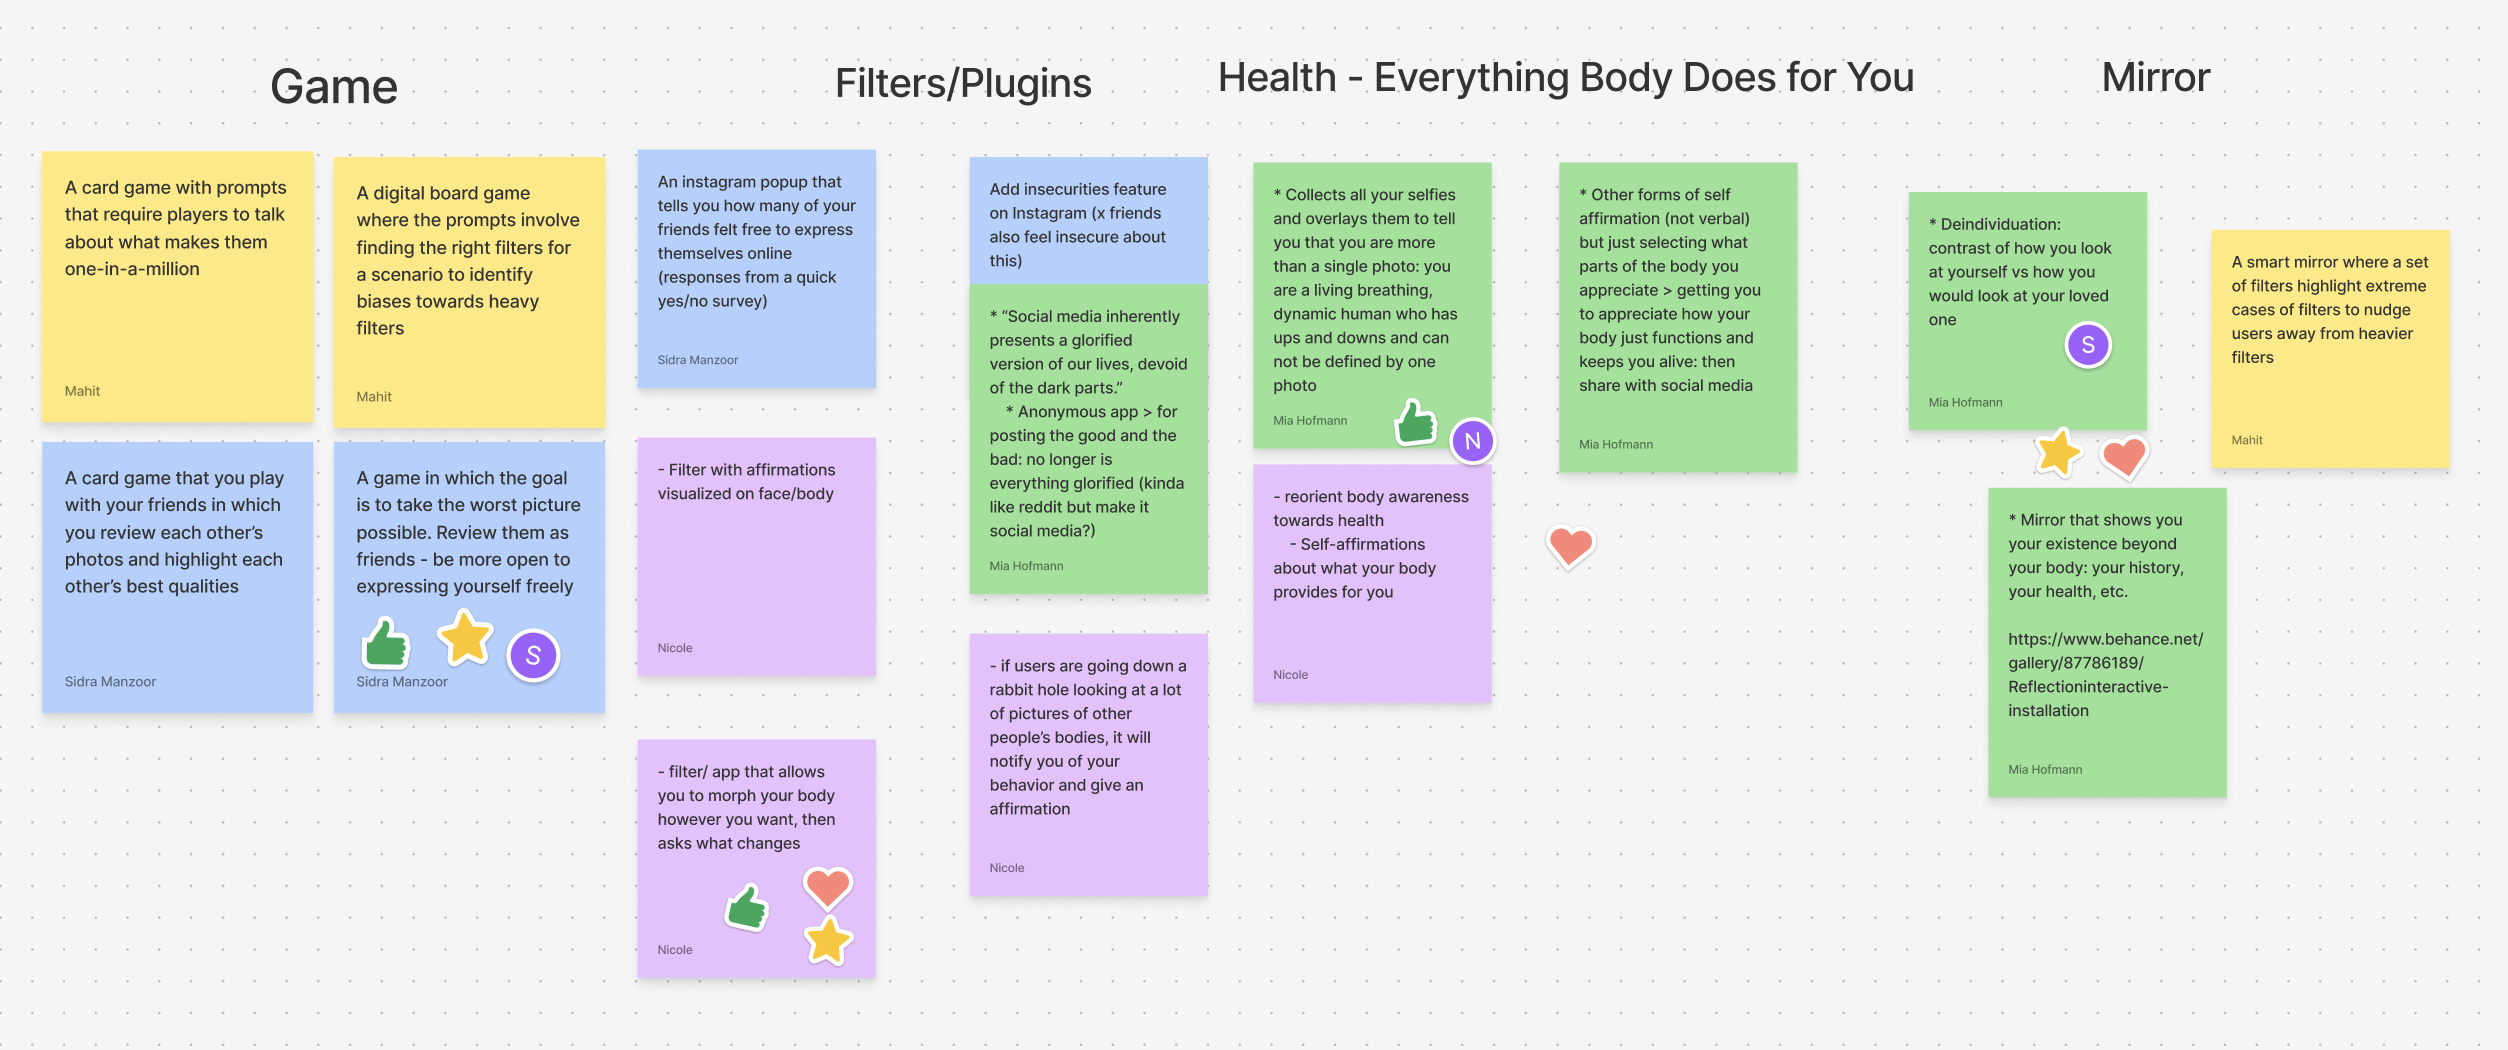 Game
A card game with prompts
that require players to talk
about what makes them
one-in-a-million
Mahit
A digital board game
where the prompts involve
finding the right filters for
a scenario to identify
biases towards heavy
filters
Mahit
A card game that you play
with your friends in which
you review each other’s
photos and highlight each
other’s best qualities
Sidra Manzoor
A game in which the goal
is to take the worst picture
possible. Review them as
friends - be more open to
expressing yourself freely
S
Sidra Manzoor
Filters/Plugins
An instagram popup that
tells you how many of your
friends felt free to express
themselves online
(responses from a quick
yes/no survey)
Sidra Manzoor
- Filter with affirmations
visualized on face/body
Nicole
- filter/ app that allows
you to morph your body
however you want, then
asks what changes
Nicole
Add insecurities feature
on Instagram (x friends
also feel insecure about
this)
* “Social media inherently
presents a glorified
version of our lives, devoid
of the dark parts.”
* Anonymous app > for
posting the good and the
bad: no longer is
everything glorified (kinda
like reddit but make it
social media?)
Mia Hofmann
- if users are going down a
rabbit hole looking at a lot
of pictures of other
people’s bodies, it will
notify you of your
behavior and give an
affirmation
Nicole
Health - Everything Body Does for You
* Collects all your selfies
and overlays them to tell
you that you are more
than a single photo: you
are a living breathing,
dynamic human who has
ups and downs and can
not be defined by one
photo
Mia Hofmann
N
- reorient body awareness
towards health
- Self-affirmations
about what your body
provides for you
Nicole
* Other forms of self
affirmation (not verbal)
but just selecting what
parts of the body you
appreciate > getting you
to appreciate how your
body just functions and
keeps you alive: then
share with social media
Mia Hofmann
Mirror
* Deindividuation:
contrast of how you look
at yourself vs how you
would look at your loved
one
S
Mia Hofmann
A smart mirror where a set
of filters highlight extreme
cases of filters to nudge
users away from heavier
filters
Mahit
* Mirror that shows you
your existence beyond
your body: your history,
your health, etc.
https://www.behance.net/
gallery/87786189/
Reflectioninteractive-
installation
Mia Hofmann